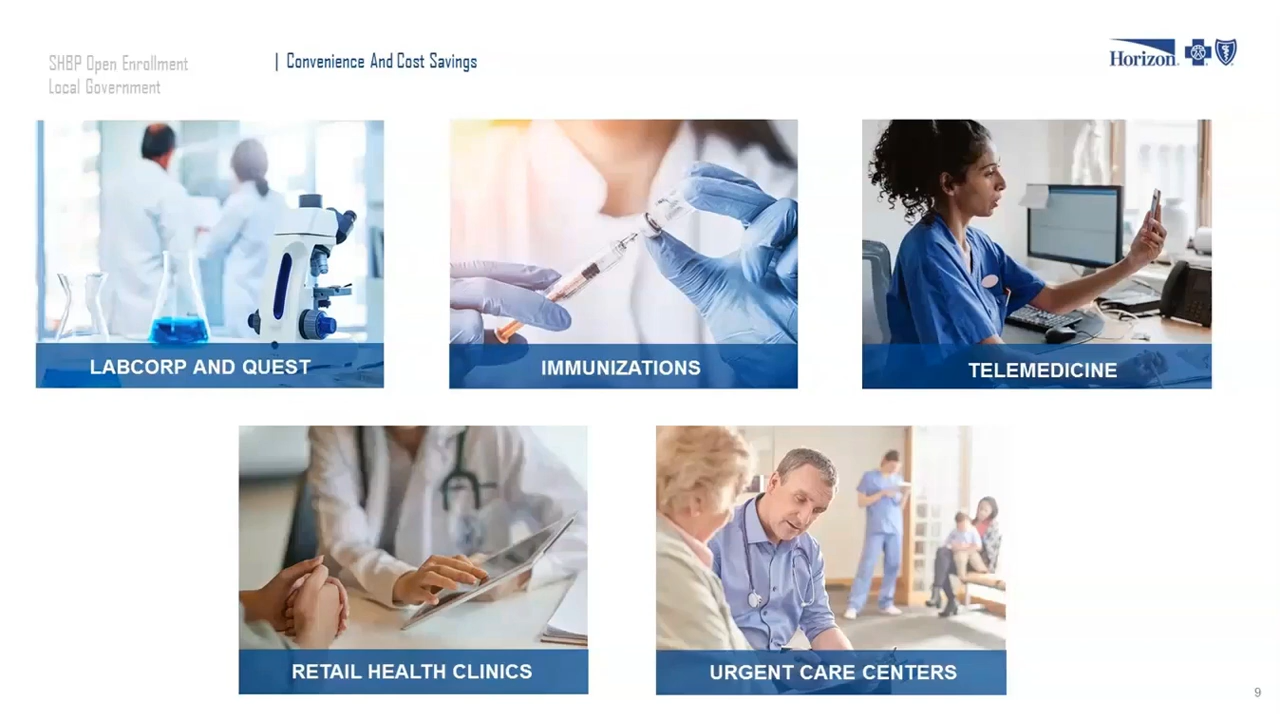 SHBP Open Enrollment
Local Government
| Convenience And Cost Savings
Horizon
LABCORP AND QUEST
IMMUNIZATIONS
TELEMEDICINE
RETAIL HEALTH CLINICS
URGENT CARE CENTERS
9